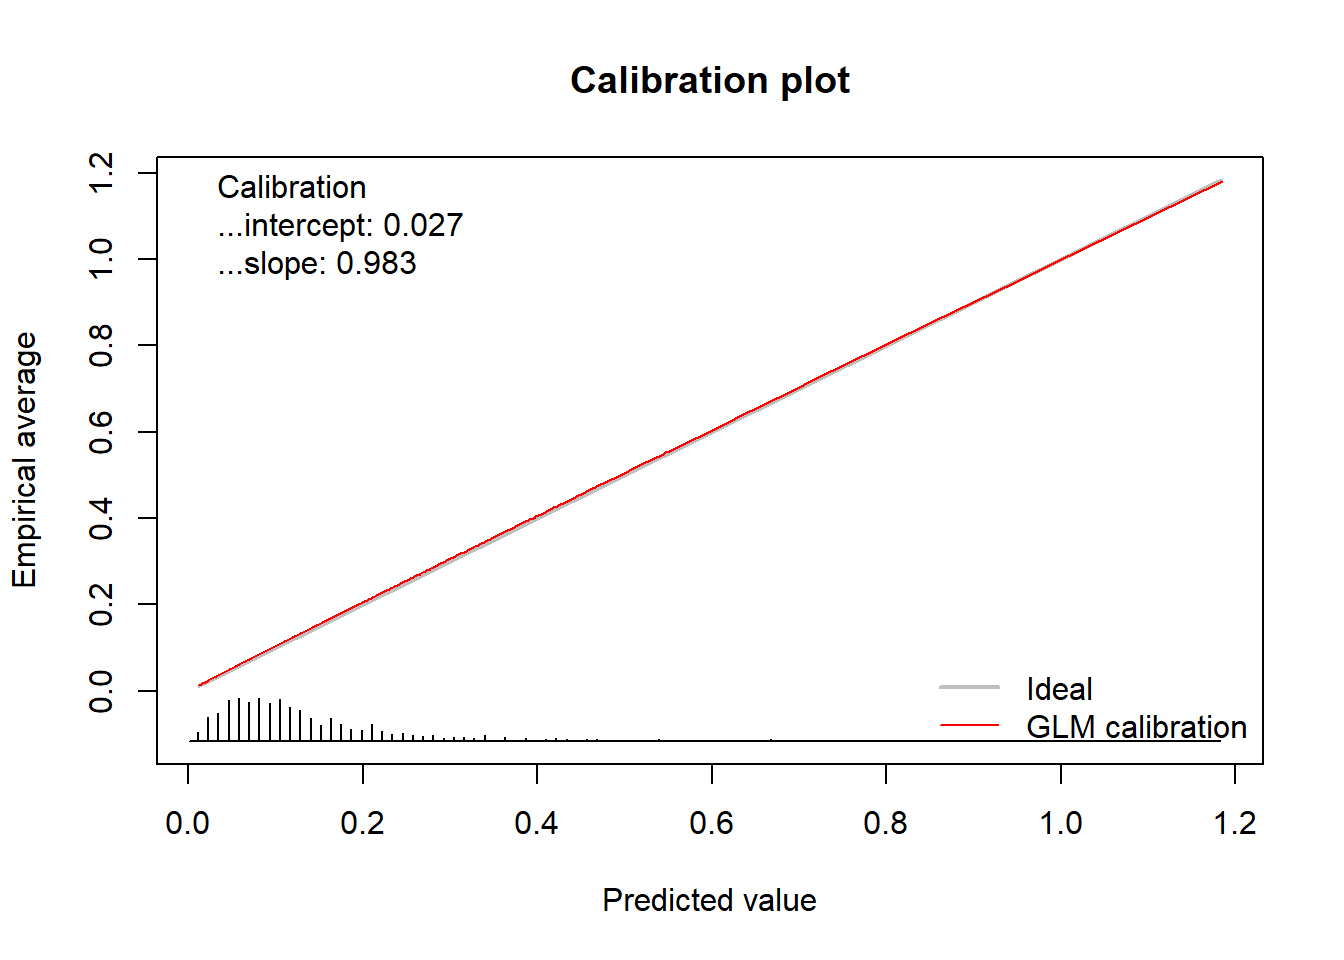 Calibration plot
Calibration
...intercept: 0.027
...slope: 0.983
Empirical average
1.2
1.0
0.8
0.6
0.4
0.2
0.0
Ideal
GLM calibration
0.0 0.2 0.4 0.6 0.8 1.0 1.2
Predicted value